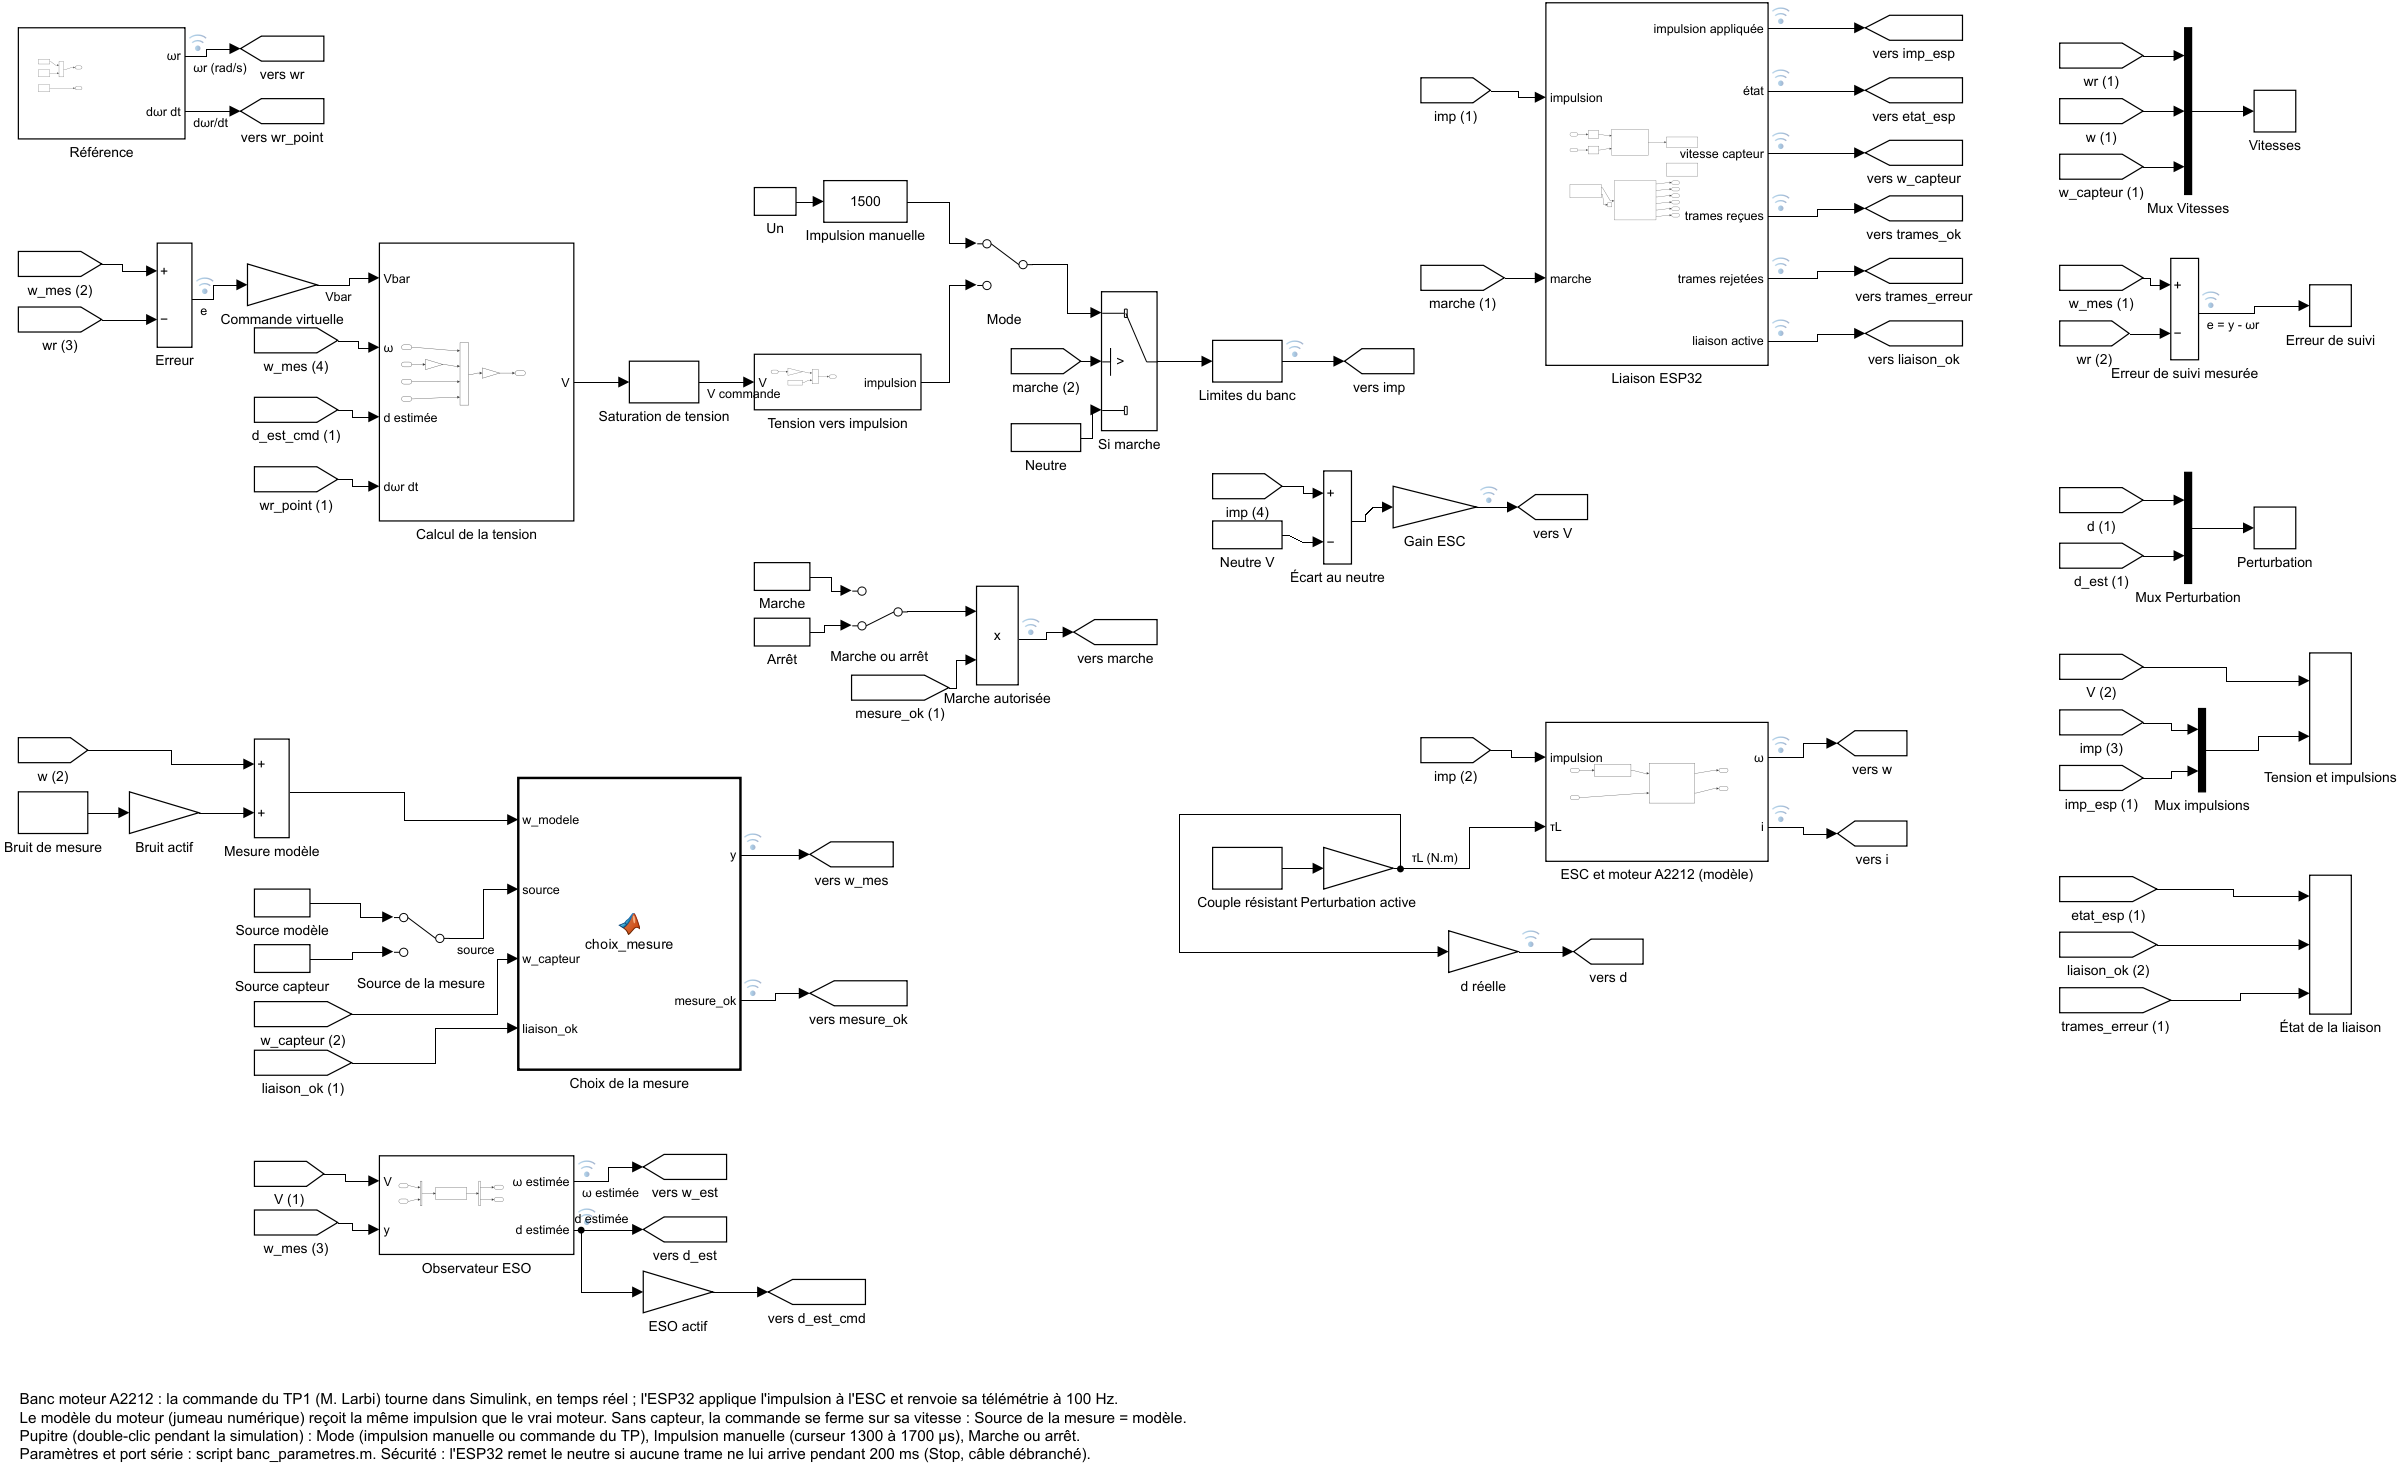 ωr
ωr (rad/s)
vers wr
dωr dt
dωr/dt
vers wr_point
Référence
w_mes (2)
wr (3)
+
−
Erreur
e
Commande virtuelle
Vbar
Vbar
ω
w_mes (4)
d estimée
d_est_cmd (1)
dωr dt
wr_point (1)
V
Calcul de la tension
Saturation de tension
V commande
V
impulsion
Tension vers impulsion
Un
1500
Impulsion manuelle
Mode
marche (2)
>
Neutre
Si marche
Limites du banc
vers imp
imp (1)
impulsion
marche (1)
marche
impulsion appliquée
état
vitesse capteur
trames reçues
trames rejetées
liaison active
Liaison ESP32
vers imp_esp
vers etat_esp
vers w_capteur
vers trames_ok
vers trames_erreur
vers liaison_ok
wr (1)
w (1)
w_capteur (1)
Mux Vitesses
Vitesses
w_mes (1)
wr (2)
+
−
e = y - ωr
Erreur de suivi
Erreur de suivi mesurée
imp (4)
Neutre V
+
−
Écart au neutre
Gain ESC
vers V
d (1)
d_est (1)
Mux Perturbation
Perturbation
Marche
Arrêt
Marche ou arrêt
mesure_ok (1)
x
Marche autorisée
vers marche
V (2)
imp (3)
imp_esp (1)
Mux impulsions
Tension et impulsions
w (2)
Bruit de mesure
Bruit actif
+
+
Mesure modèle
Source modèle
Source capteur
Source de la mesure
source
w_capteur (2)
liaison_ok (1)
w_modele
source
w_capteur
liaison_ok
choix_mesure
y
mesure_ok
Choix de la mesure
vers w_mes
vers mesure_ok
imp (2)
impulsion
τL
ω
i
ESC et moteur A2212 (modèle)
vers w
vers i
Couple résistant
Perturbation active
τL (N.m)
d réelle
vers d
etat_esp (1)
liaison_ok (2)
trames_erreur (1)
État de la liaison
V (1)
w_mes (3)
V
y
ω estimée
d estimée
Observateur ESO
ω estimée
d estimée
vers w_est
vers d_est
ESO actif
vers d_est_cmd
Banc moteur A2212 : la commande du TP1 (M. Larbi) tourne dans Simulink, en temps réel ; l'ESP32 applique l'impulsion à l'ESC et renvoie sa télémétrie à 100 Hz.
Le modèle du moteur (jumeau numérique) reçoit la même impulsion que le vrai moteur. Sans capteur, la commande se ferme sur sa vitesse : Source de la mesure = modèle.
Pupitre (double-clic pendant la simulation) : Mode (impulsion manuelle ou commande du TP), Impulsion manuelle (curseur 1300 à 1700 µs), Marche ou arrêt.
Paramètres et port série : script banc_parametres.m. Sécurité : l'ESP32 remet le neutre si aucune trame ne lui arrive pendant 200 ms (Stop, câble débranché).